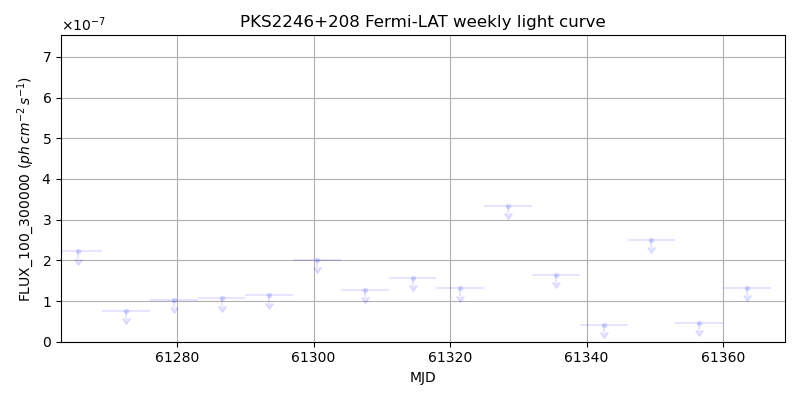 PKS2246+208 Fermi-LAT weekly light curve
×10⁻⁷
7
6
5
4
3
2
1
0
FLUX_100_300000 (ph cm⁻² s⁻¹)
61280 61300 61320 61340 61360
MJD